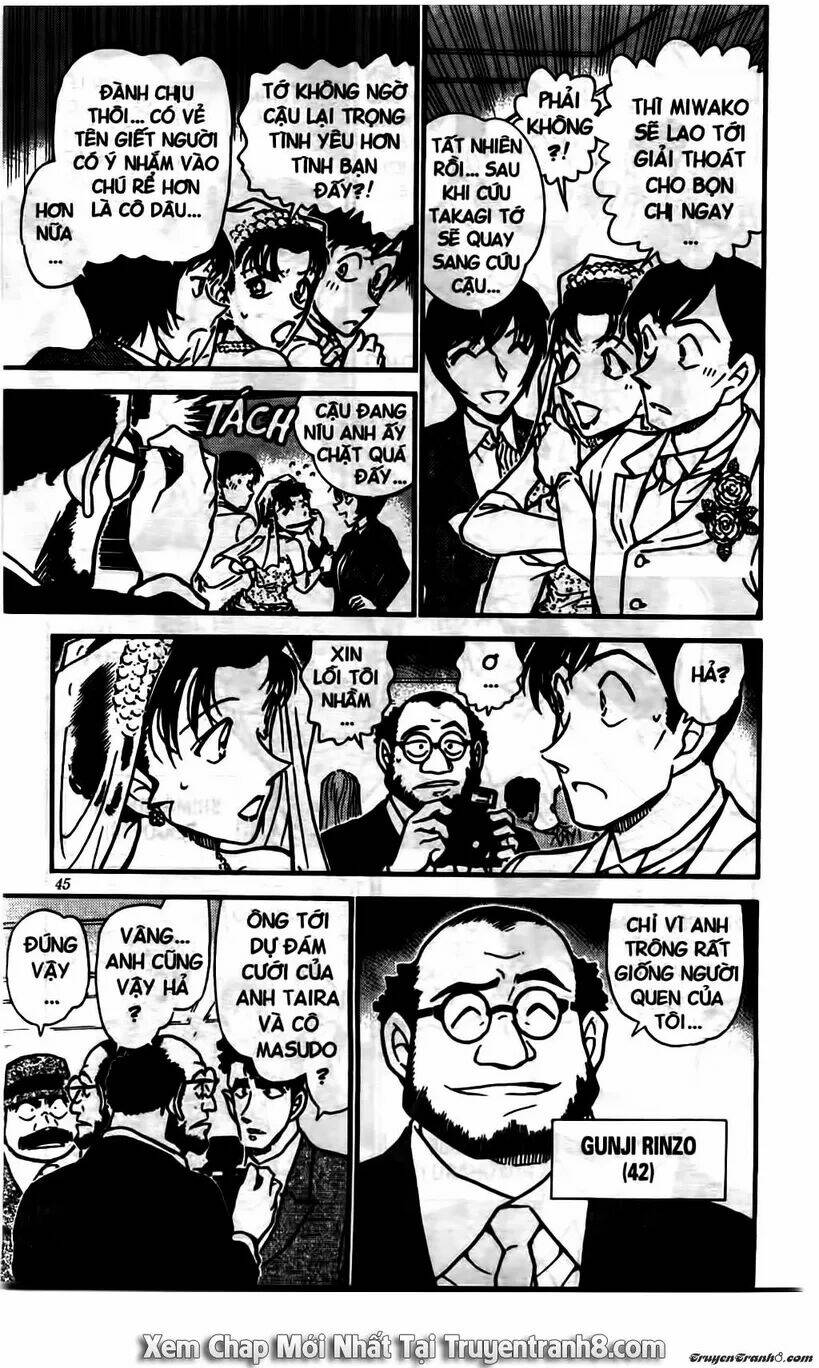 THÌ MIWAKO
SẼ LAO TỚI
GIẢI THOÁT
CHO BỌN
CHỊ NGAY
...
PHẢI
KHÔNG
?!
TẤT NHIÊN
RỒI... SAU
KHI CỨU
TAKAGI TỚ
SẼ QUAY
SANG CỨU
CẬU...
TỚ KHÔNG NGỜ
CẬU LẠI TRỌNG
TÌNH YÊU HƠN
TÌNH BẠN
ĐẤY?!
ĐÀNH CHỊU
THÔI... CÓ VẺ
TÊN GIẾT NGƯỜI
CÓ Ý NHẮM VÀO
CHÚ RỂ HƠN
LÀ CÔ DÂU...
HƠN
NỮA
...
CẬU ĐANG
NÍU ANH ẤY
CHẶT QUÁ
ĐẤY...
TÁCH
HẢ?
Ơ
...
XIN
LỖI TÔI
NHẦM
...
45
CHỈ VÌ ANH
TRÔNG RẤT
GIỐNG NGƯỜI
QUEN CỦA
TÔI...
GUNJI RINZO
(42)
ÔNG TỚI
DỰ ĐÁM
CƯỚI CỦA
ANH TAIRA
VÀ CÔ
MASUDO
?
VÂNG...
ANH CŨNG
VẬY HẢ
?
ĐÚNG
VẬY
...
Xem Chap Mới Nhất Tại Truyentranh8.com
TruyenTranh8.com